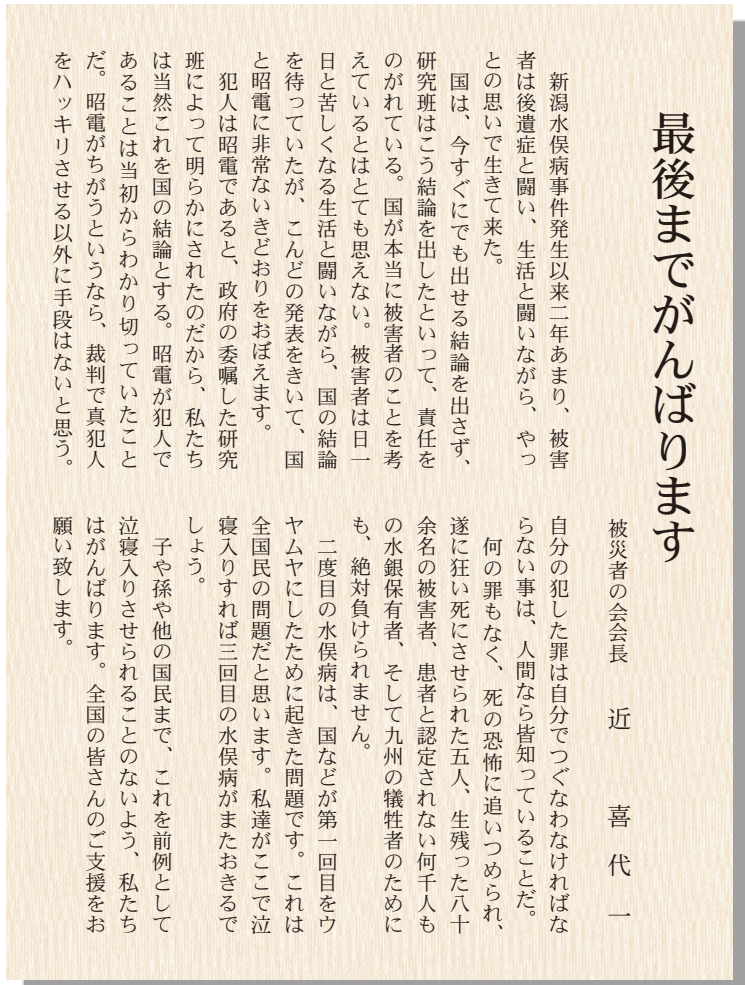 最後までがんばります
被災者の会会長　近　喜代一
　新潟水俣病事件発生以来二年あまり、被害
者は後遺症と闘い、生活と闘いながら、やっ
との思いで生きて来た。
　国は、今すぐにでも出せる結論を出さず、
研究班はこう結論を出したといって、責任を
のがれている。国が本当に被害者のことを考
えているとはとても思えない。被害者は日一
日と苦しくなる生活と闘いながら、国の結論
を待っていたが、こんどの発表をきいて、国
と昭電に非常ないきどおりをおぼえます。
　犯人は昭電であると、政府の委嘱した研究
班によって明らかにされたのだから、私たち
は当然これを国の結論とする。昭電が犯人で
あることは当初からわかり切っていたこと
だ。昭電がちがうというなら、裁判で真犯人
をハッキリさせる以外に手段はないと思う。
自分の犯した罪は自分でつぐなわなければな
らない事は、人間なら皆知っていることだ。
　何の罪もなく、死の恐怖に追いつめられ、
遂に狂い死にさせられた五人、生残った八十
余名の被害者、患者と認定されない何千人も
の水銀保有者、そして九州の犠牲者のために
も、絶対負けられません。
　二度目の水俣病は、国などが第一回目をウ
ヤムヤにしたために起きた問題です。これは
全国民の問題だと思います。私達がここで泣
寝入りすれば三回目の水俣病がまたおきるで
しょう。
　子や孫や他の国民まで、これを前例として
泣寝入りさせられることのないよう、私たち
はがんばります。全国の皆さんのご支援をお
願い致します。